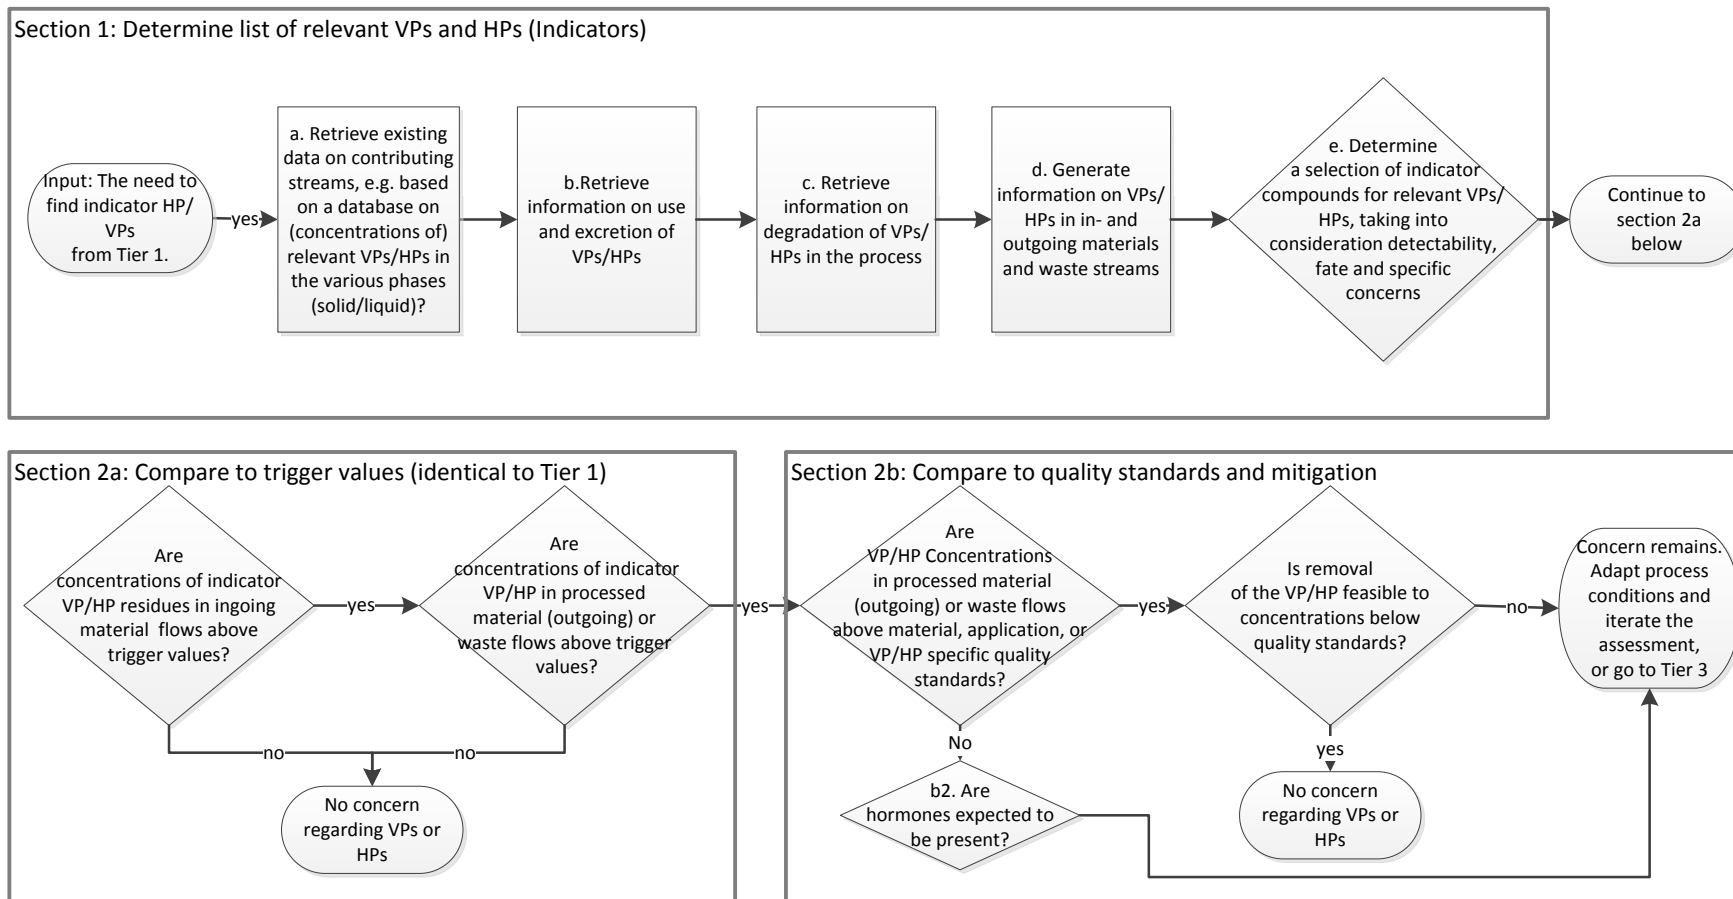 Section 1: Determine list of relevant VPs and HPs (Indicators)
Input: The need to
find indicator HP/
VPs
from Tier 1.
yes
a. Retrieve existing
data on contributing
streams, e.g. based
on a database on
(concentrations of)
relevant VPs/HPs in
the various phases
(solid/liquid)?
b.Retrieve
information on use
and excretion of
VPs/HPs
c. Retrieve
information on
degradation of VPs/
HPs in the process
d. Generate
information on VPs/
HPs in in- and
outgoing materials
and waste streams
e. Determine
a selection of indicator
compounds for relevant VPs/
HPs, taking into
consideration detectability,
fate and specific
concerns
Continue to
section 2a
below
Section 2a: Compare to trigger values (identical to Tier 1)
Are
concentrations of indicator
VP/HP residues in ingoing
material flows above
trigger values?
yes
Are
concentrations of indicator
VP/HP in processed
material (outgoing) or
waste flows above trigger
values?
yes
no
no
No concern
regarding VPs or
HPs
Section 2b: Compare to quality standards and mitigation
Are
VP/HP Concentrations
in processed material
(outgoing) or waste flows
above material, application, or
VP/HP specific quality
standards?
yes
Is removal
of the VP/HP feasible to
concentrations below
quality standards?
no
Concern remains.
Adapt process
conditions and
iterate the
assessment,
or go to Tier 3
No
b2. Are
hormones expected to
be present?
yes
No concern
regarding VPs or
HPs